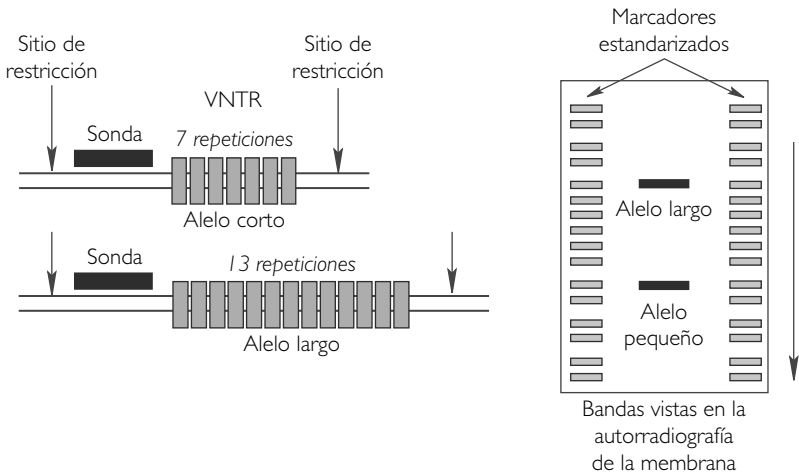 Sitio de
restricción
Sitio de
restricción
VNTR
Sonda
7 repeticiones
Alelo corto
Sonda
13 repeticiones
Alelo largo
Marcadores
estandarizados
Alelo largo
Alelo
pequeño
Bandas vistas en la
autorradiografía
de la membrana